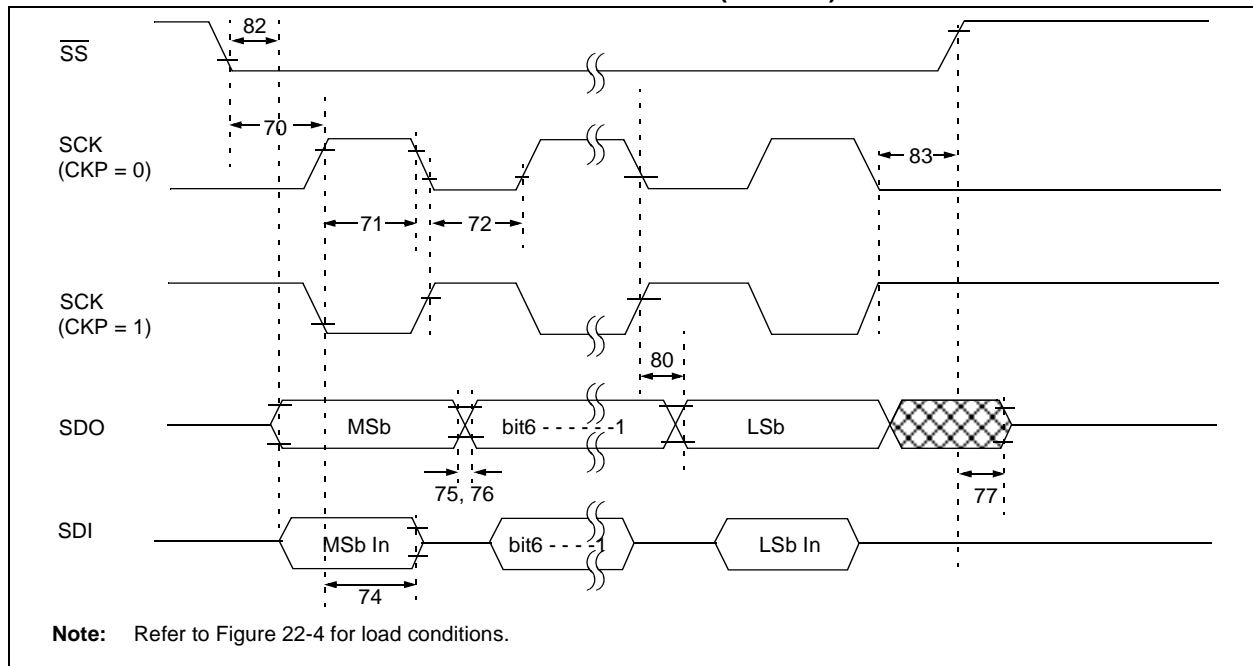 82
SS
70
SCK
(CKP = 0)
83
71
72
SCK
(CKP = 1)
80
SDO
MSb
bit6 - - - - - -1
LSb
75, 76
77
SDI
MSb In
bit6 - - - -1
LSb In
74
Note: Refer to Figure 22-4 for load conditions.